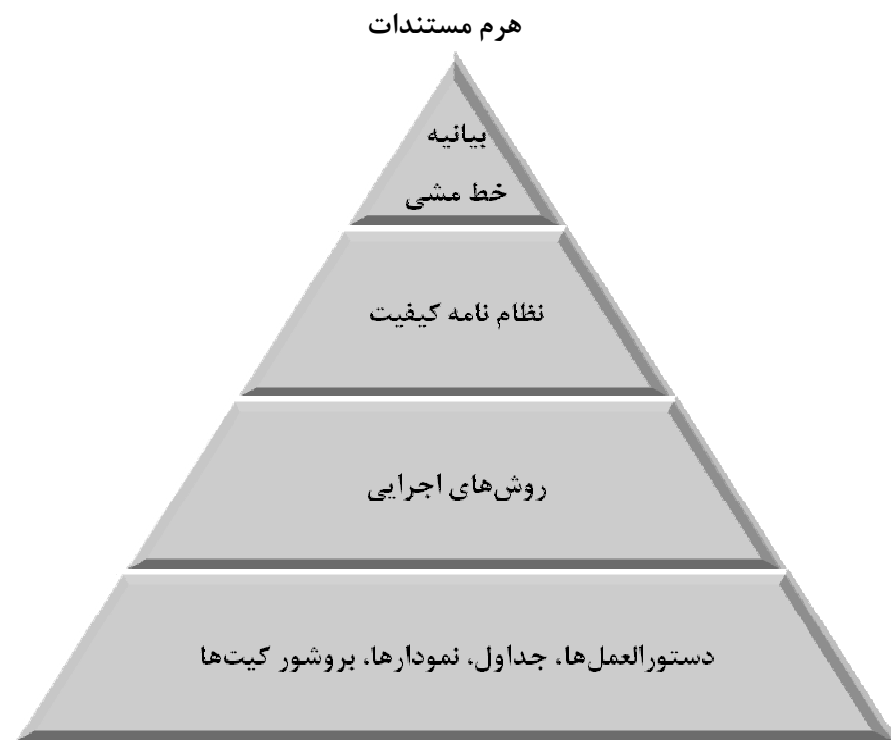 هرم مستندات
بیانیه
خط مشی
نظام نامه کیفیت
روش‌های اجرایی
دستورالعمل‌ها، جداول، نمودارها، بروشور کیت‌ها